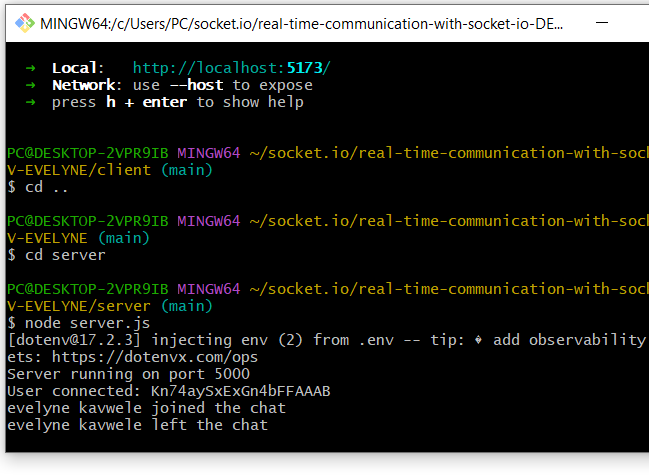 MINGW64:/c/Users/PC/socket.io/real-time-communication-with-socket-io-DE...
➜ Local: http://localhost:5173/
➜ Network: use --host to expose
➜ press h + enter to show help
PC@DESKTOP-2VPR9IB MINGW64 ~/socket.io/real-time-communication-with-sock
V-EVELYNE/client (main)
$ cd ..
PC@DESKTOP-2VPR9IB MINGW64 ~/socket.io/real-time-communication-with-sock
V-EVELYNE (main)
$ cd server
PC@DESKTOP-2VPR9IB MINGW64 ~/socket.io/real-time-communication-with-sock
V-EVELYNE/server (main)
$ node server.js
[dotenv@17.2.3] injecting env (2) from .env -- tip: � add observability
ets: https://dotenvx.com/ops
Server running on port 5000
User connected: Kn74aySxExGn4bFFAAAB
evelyne kavwele joined the chat
evelyne kavwele left the chat